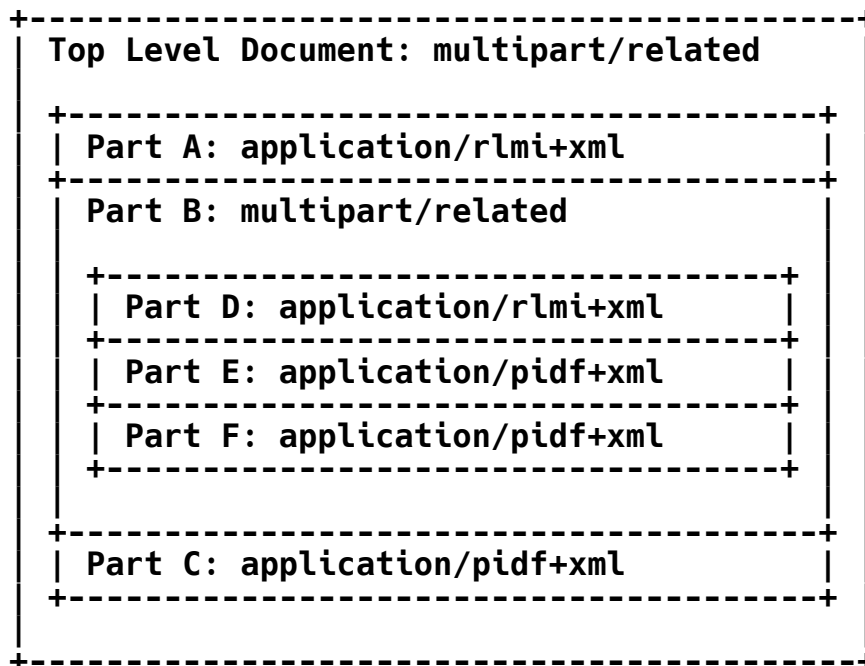 Top Level Document: multipart/related
Part A: application/rlmi+xml
Part B: multipart/related
Part D: application/rlmi+xml
Part E: application/pidf+xml
Part F: application/pidf+xml
Part C: application/pidf+xml